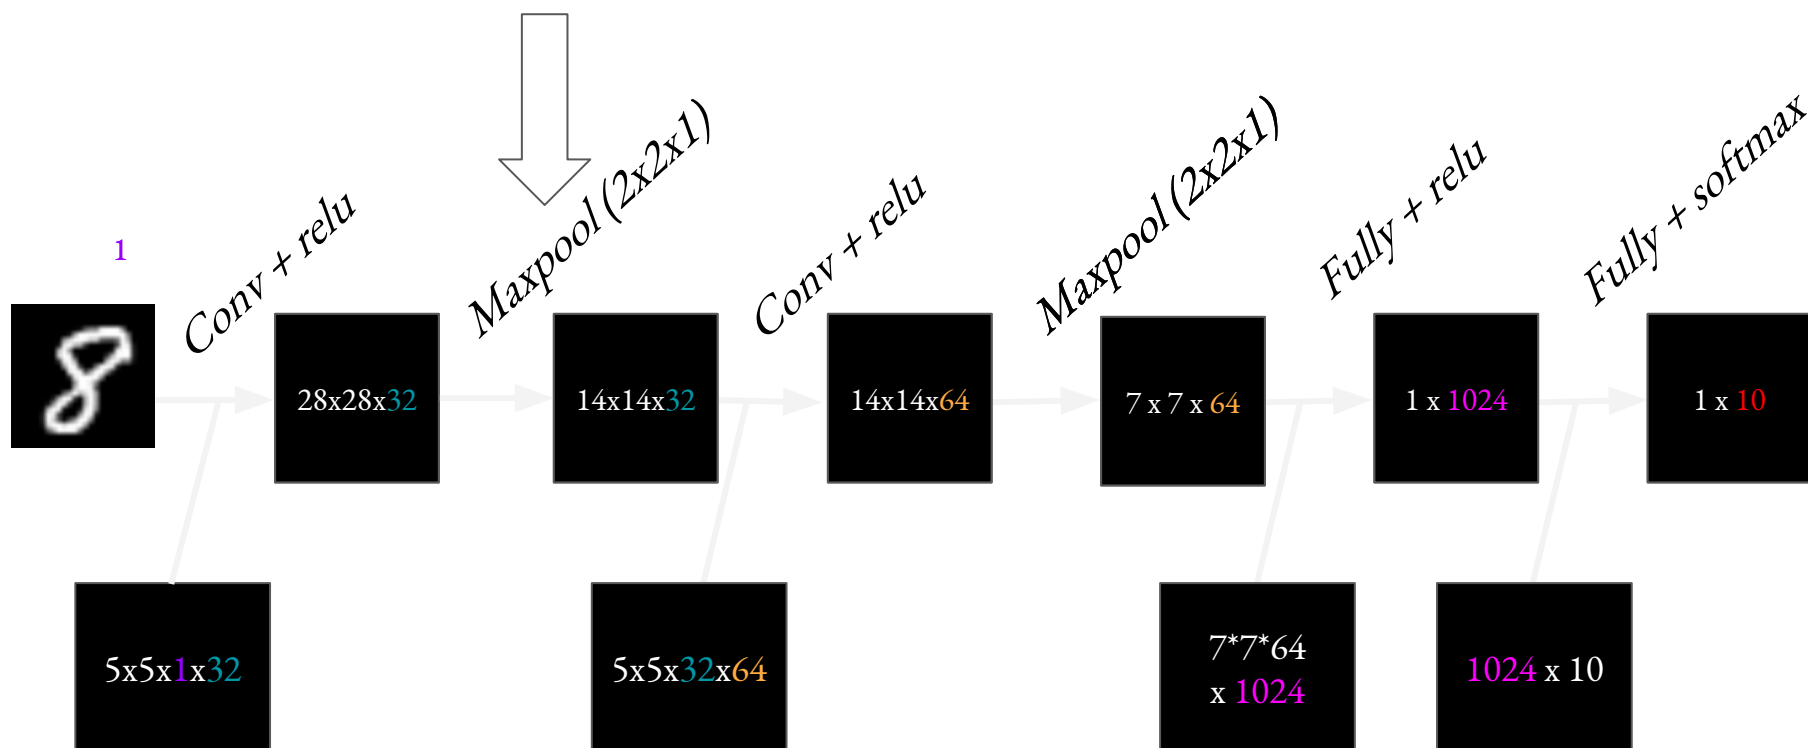 1
Conv + relu
Maxpool (2x2x1)
Conv + relu
Maxpool (2x2x1)
Fully + relu
Fully + softmax
8
28x28x32
14x14x32
14x14x64
7 x 7 x 64
1 x 1024
1 x 10
5x5x1x32
5x5x32x64
7*7*64
x 1024
1024 x 10